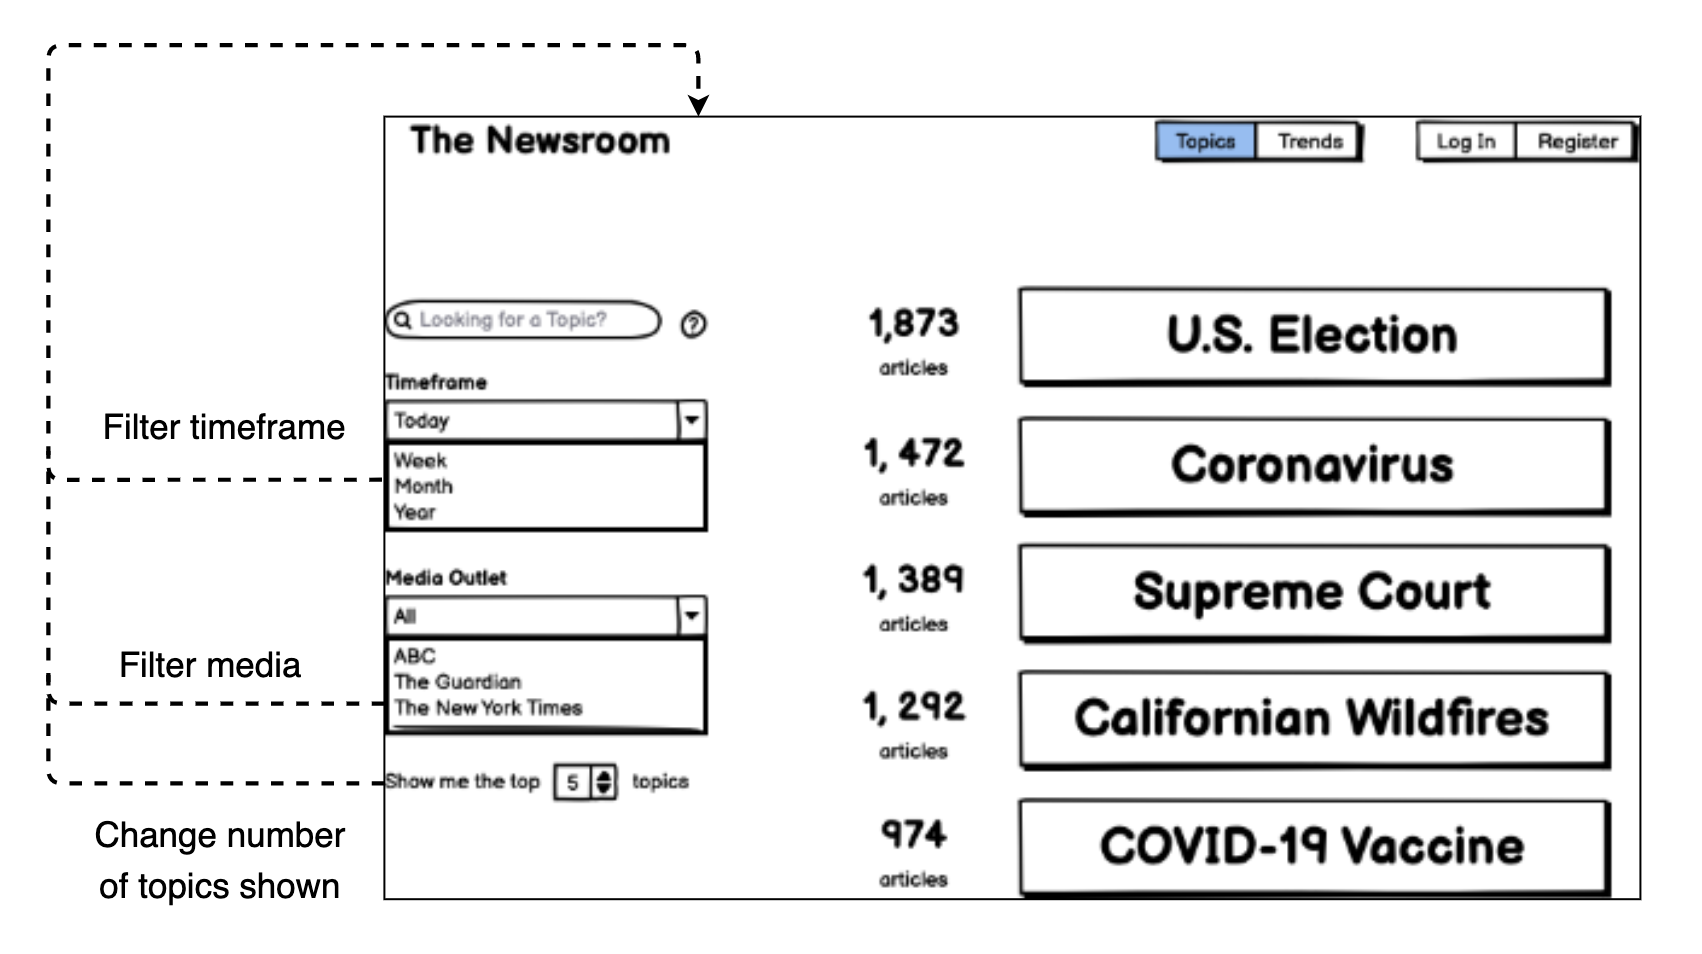 The Newsroom
Topics Trends Log In Register
Looking for a Topic? ?
Timeframe
Today
Week
Month
Year
Media Outlet
All
ABC
The Guardian
The New York Times
Show me the top 5 topics
Filter timeframe
Filter media
Change number
of topics shown
1,873
articles
U.S. Election
1, 472
articles
Coronavirus
1, 389
articles
Supreme Court
1, 292
articles
Californian Wildfires
974
articles
COVID-19 Vaccine